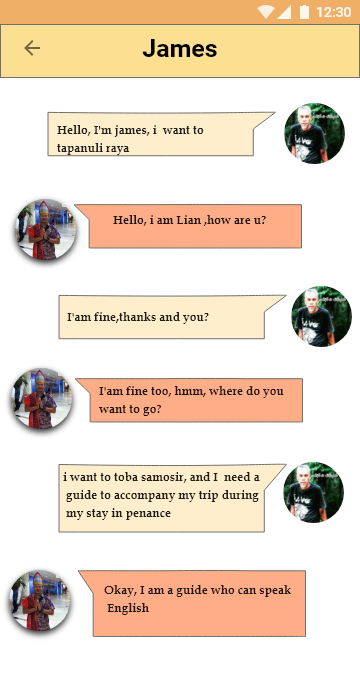 12:30
James
Hello, I'm james, i want to
tapanuli raya
Hello, i am Lian ,how are u?
I'am fine,thanks and you?
I'am fine too, hmm, where do you
want to go?
i want to toba samosir, and I need a
guide to accompany my trip during
my stay in penance
Okay, I am a guide who can speak
English